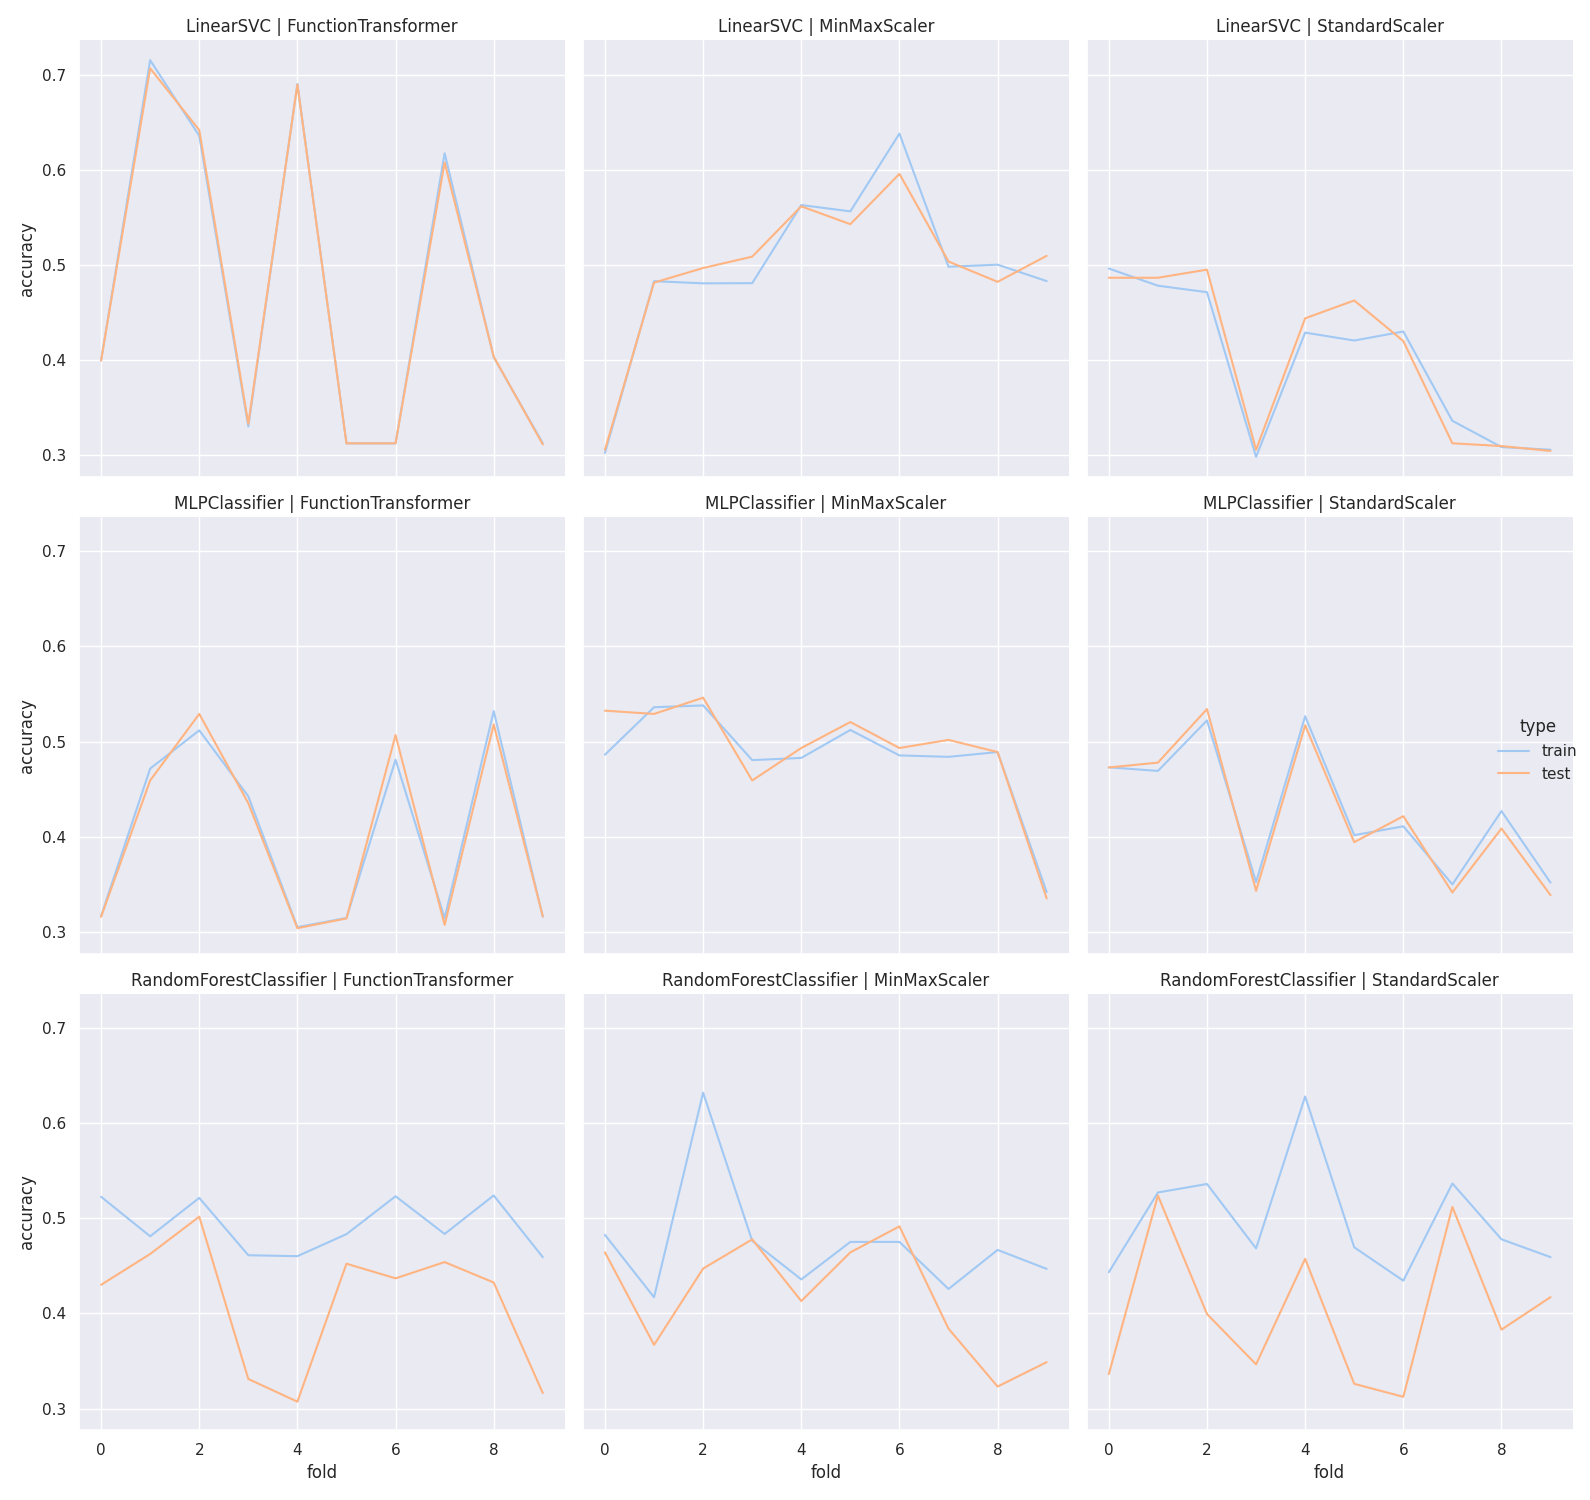 LinearSVC | FunctionTransformer
LinearSVC | MinMaxScaler
LinearSVC | StandardScaler
accuracy
0.7
0.6
0.5
0.4
0.3
MLPClassifier | FunctionTransformer
MLPClassifier | MinMaxScaler
MLPClassifier | StandardScaler
accuracy
0.7
0.6
0.5
0.4
0.3
type
train
test
RandomForestClassifier | FunctionTransformer
RandomForestClassifier | MinMaxScaler
RandomForestClassifier | StandardScaler
accuracy
0.7
0.6
0.5
0.4
0.3
0 2 4 6 8
0 2 4 6 8
0 2 4 6 8
fold
fold
fold